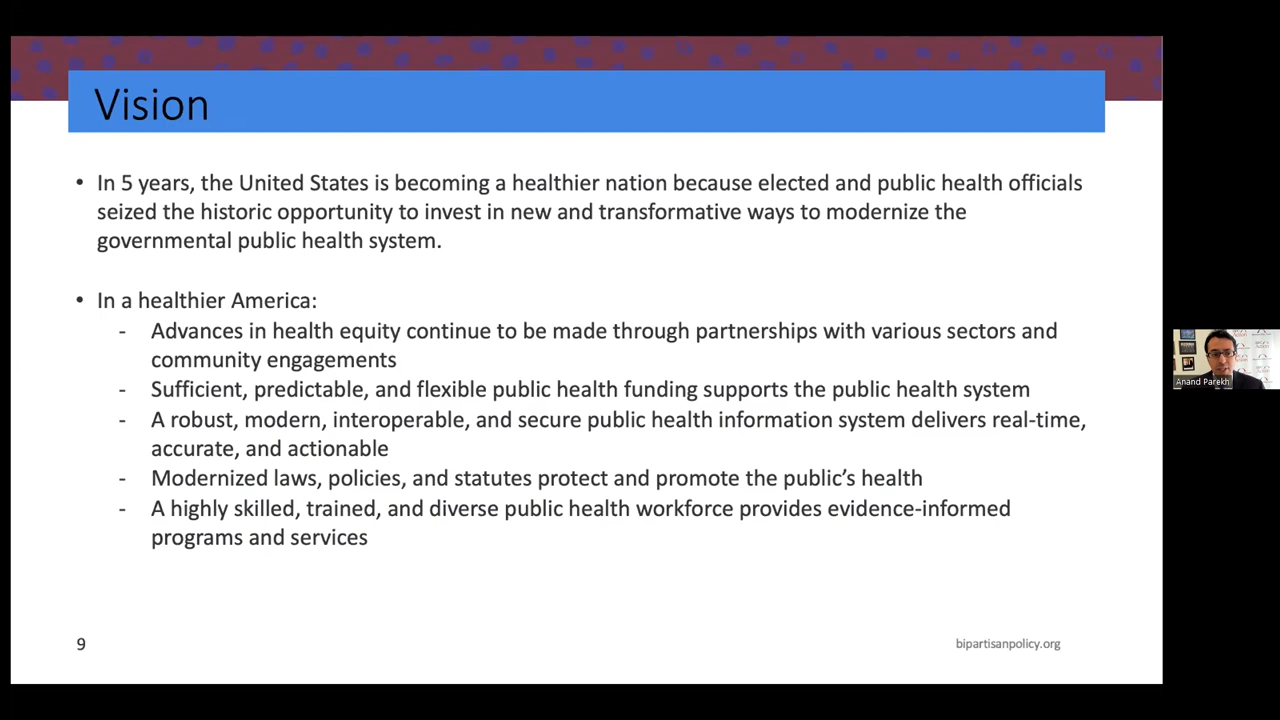 Vision
• In 5 years, the United States is becoming a healthier nation because elected and public health officials
seized the historic opportunity to invest in new and transformative ways to modernize the
governmental public health system.
• In a healthier America:
- Advances in health equity continue to be made through partnerships with various sectors and
community engagements
- Sufficient, predictable, and flexible public health funding supports the public health system
- A robust, modern, interoperable, and secure public health information system delivers real-time,
accurate, and actionable
- Modernized laws, policies, and statutes protect and promote the public’s health
- A highly skilled, trained, and diverse public health workforce provides evidence-informed
programs and services
9
bipartisanpolicy.org
Anand Parekh